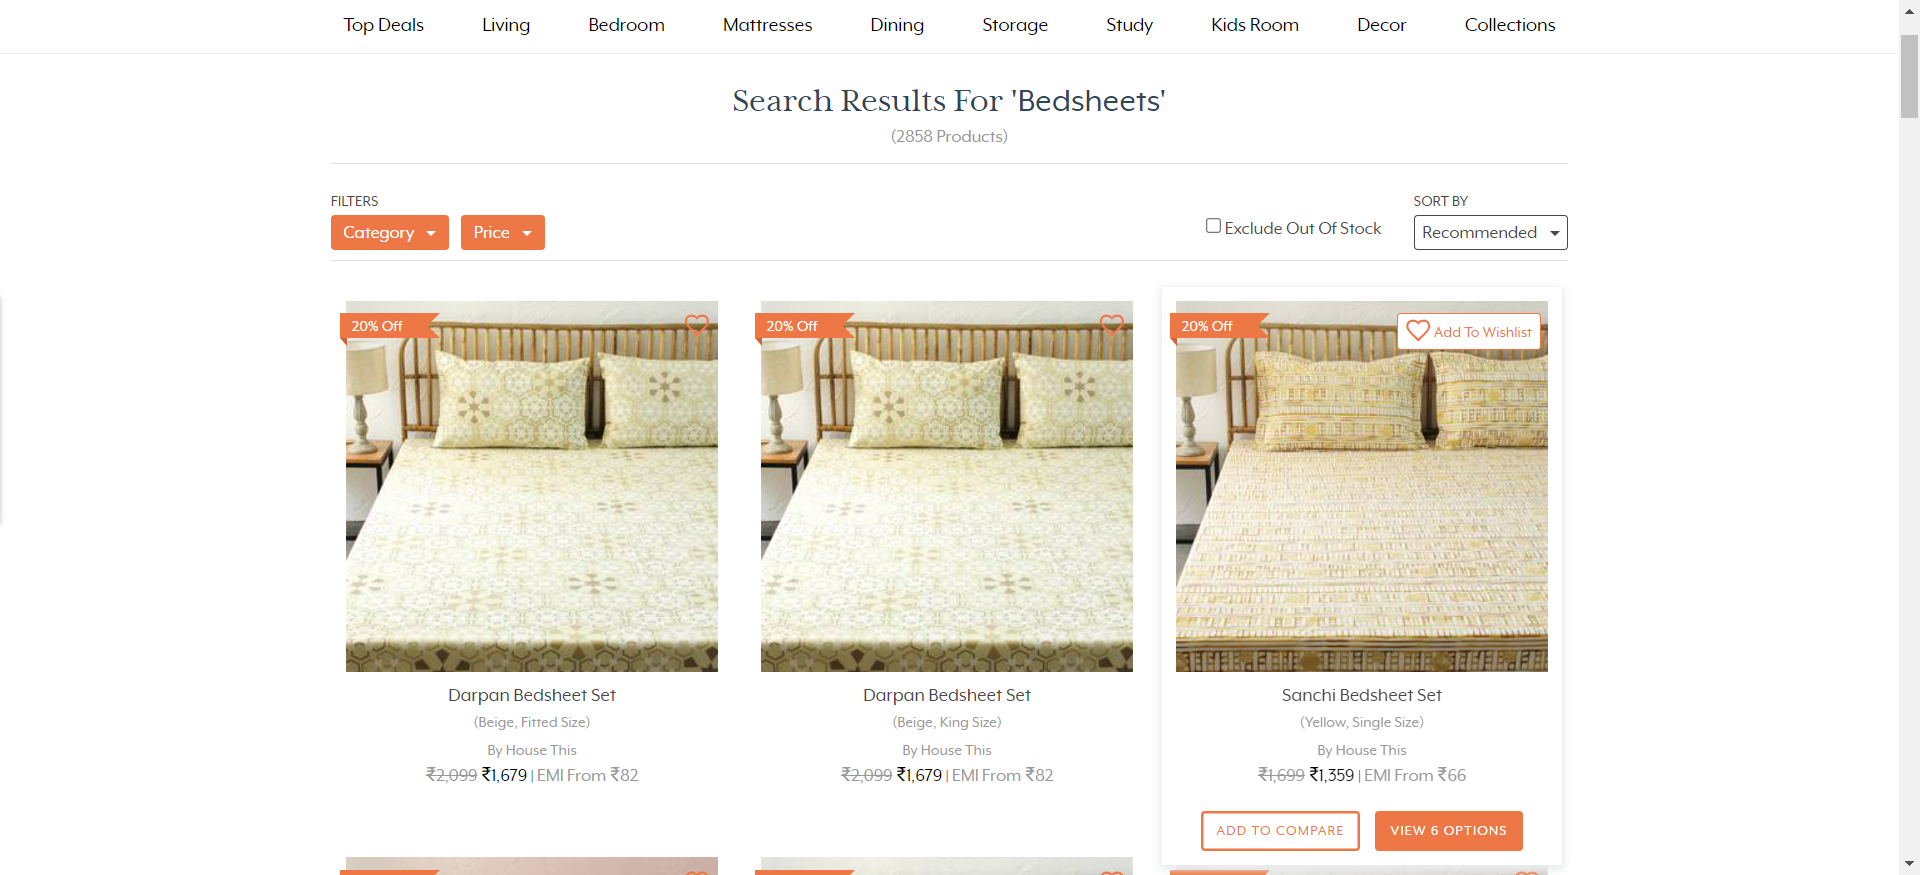 Top Deals Living Bedroom Mattresses Dining Storage Study Kids Room Decor Collections
Search Results For 'Bedsheets'
(2858 Products)
FILTERS
Category Price
Exclude Out Of Stock
SORT BY
Recommended
20% Off
20% Off
20% Off
Add To Wishlist
Darpan Bedsheet Set
(Beige, Fitted Size)
By House This
₹2,099 ₹1,679 | EMI From ₹82
Darpan Bedsheet Set
(Beige, King Size)
By House This
₹2,099 ₹1,679 | EMI From ₹82
Sanchi Bedsheet Set
(Yellow, Single Size)
By House This
₹1,699 ₹1,359 | EMI From ₹66
ADD TO COMPARE VIEW 6 OPTIONS